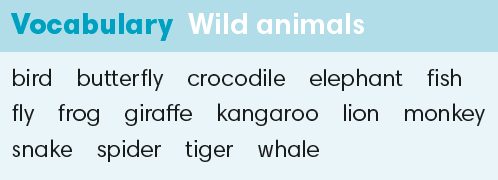 Vocabulary Wild animals
bird butterfly crocodile elephant fish
fly frog giraffe kangaroo lion monkey
snake spider tiger whale